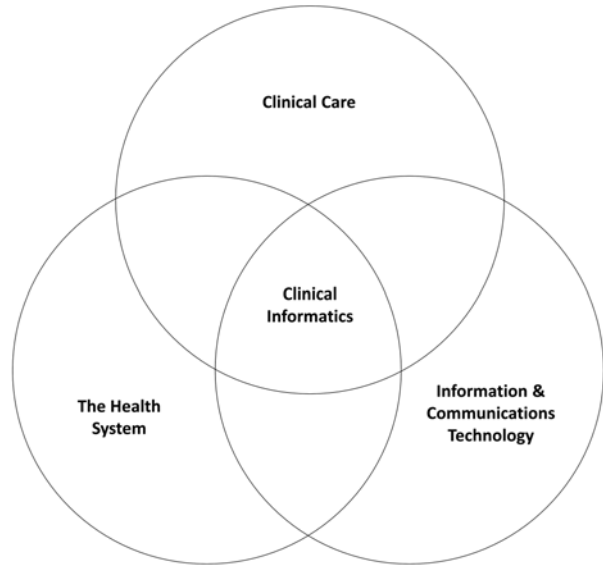 Clinical Care
Clinical
Informatics
The Health
System
Information &
Communications
Technology